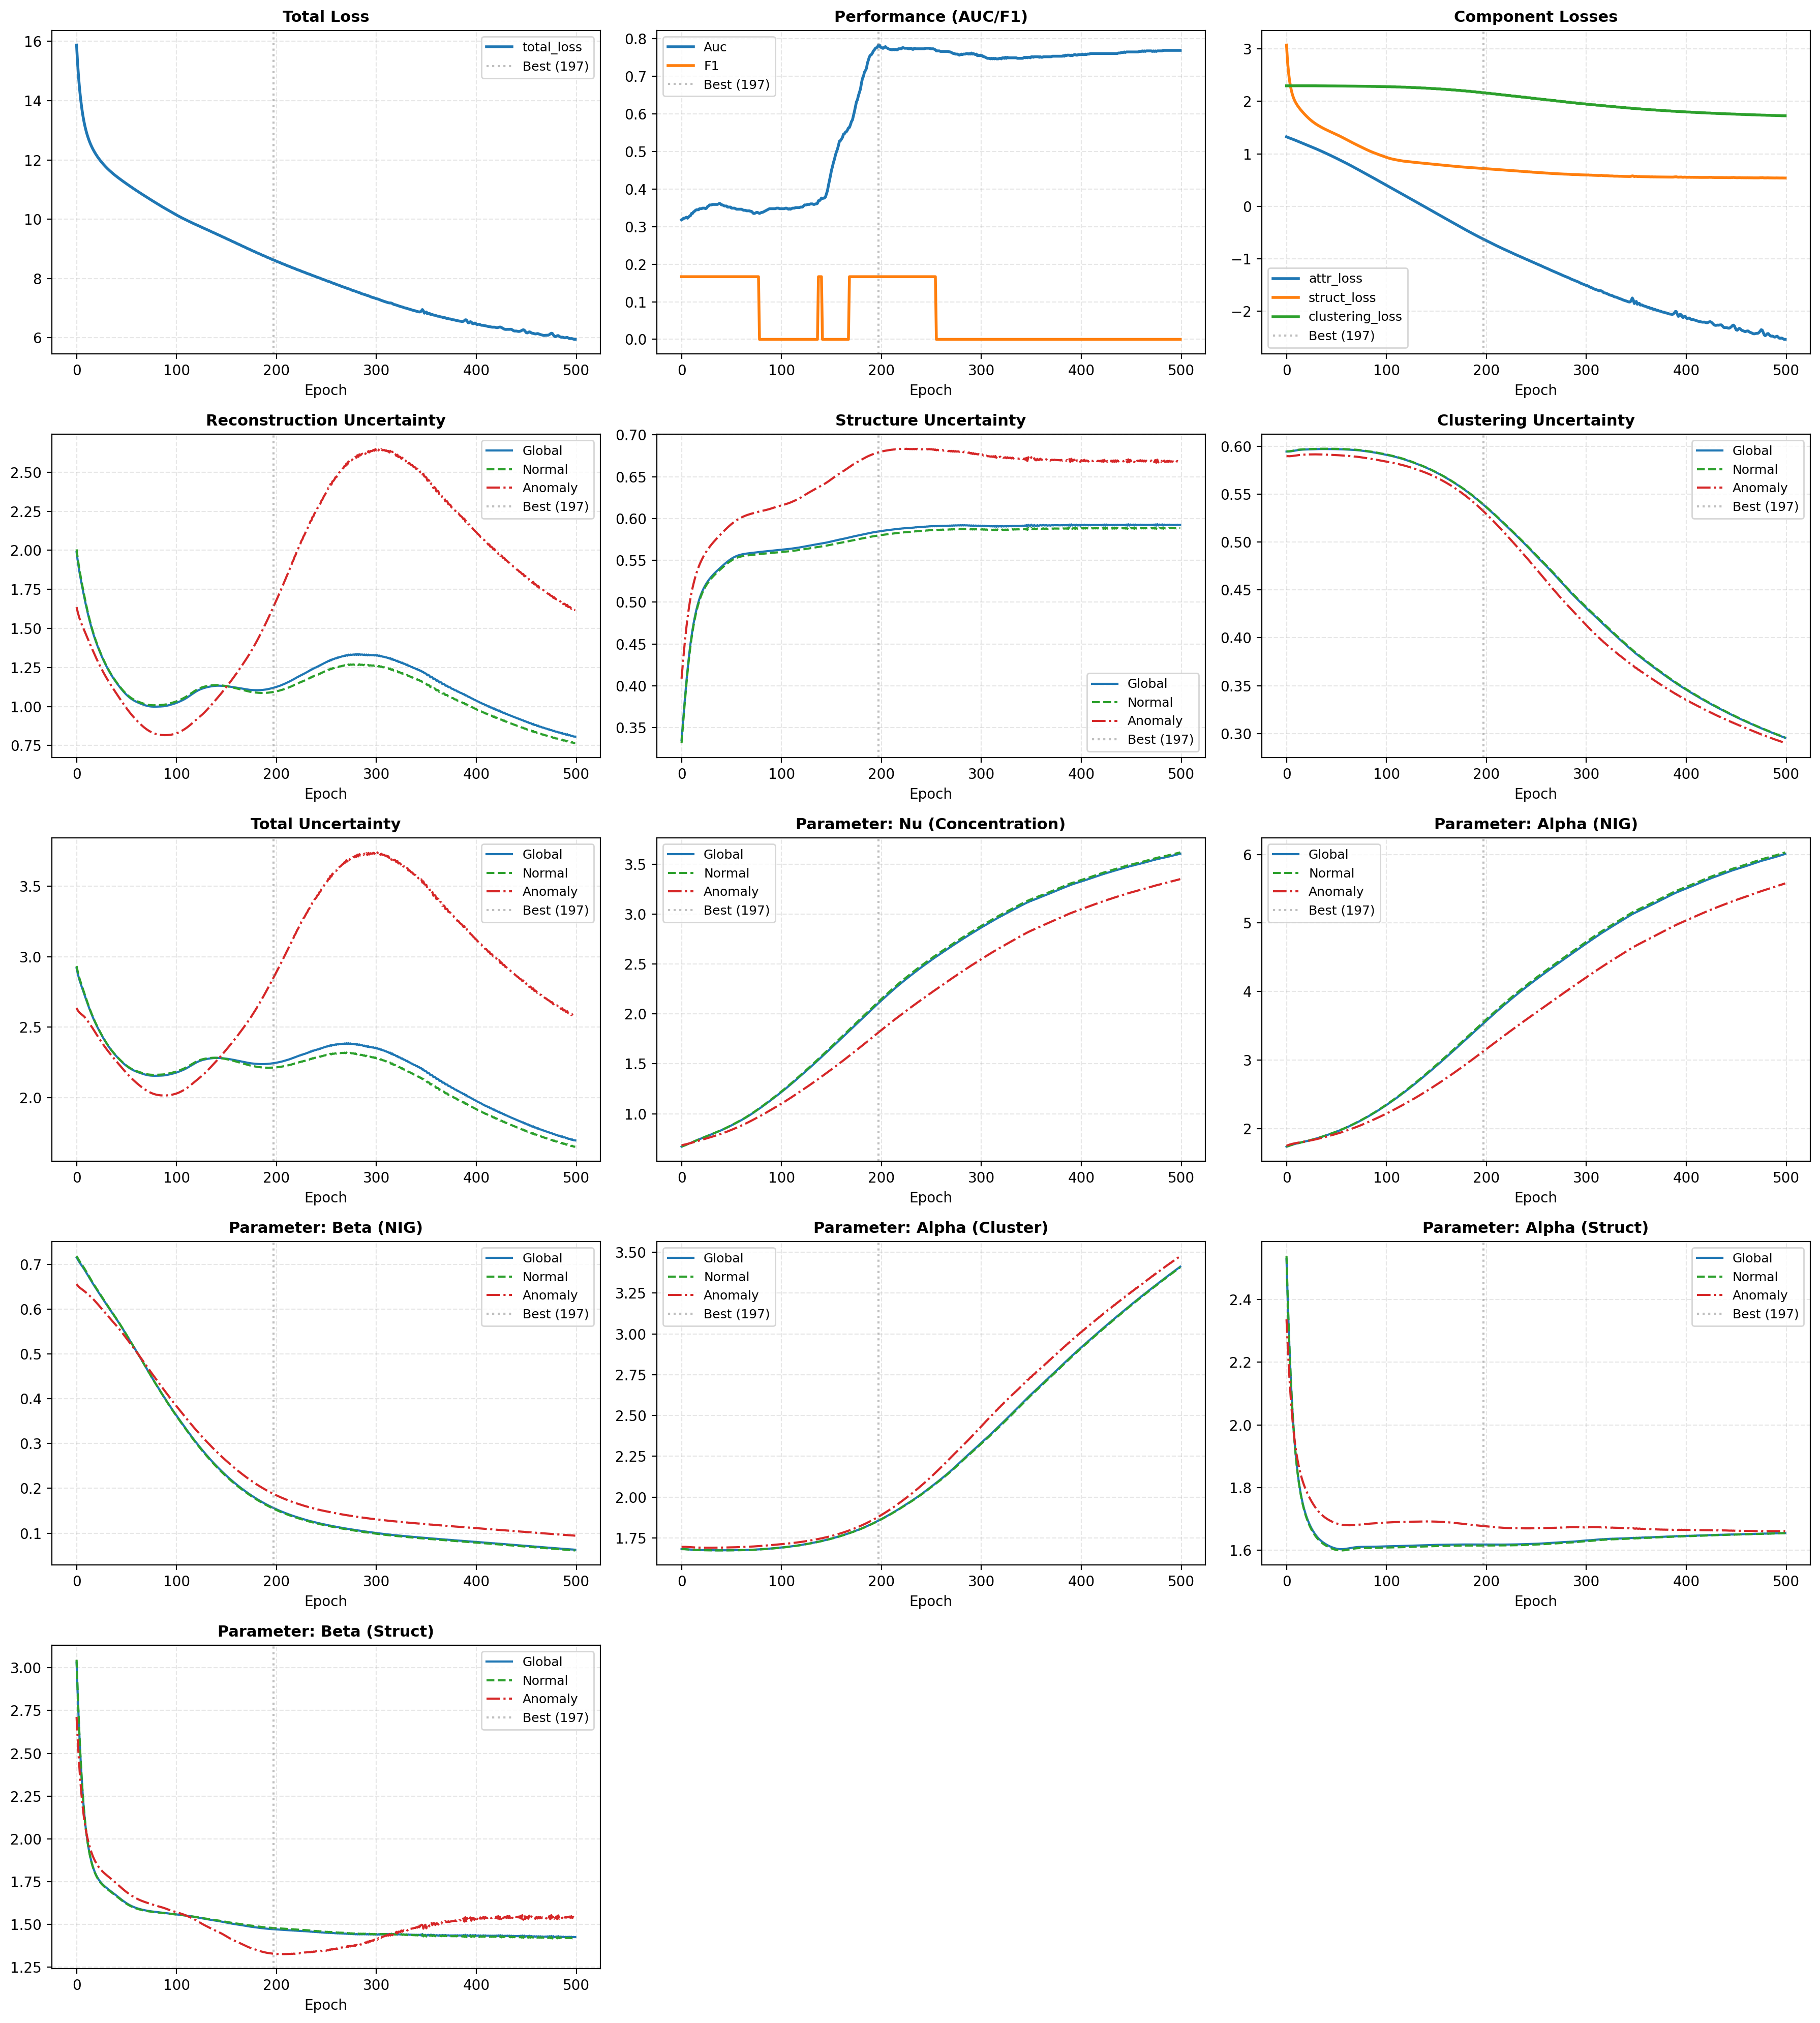 Total Loss
16
14
12
10
8
6
total_loss
Best (197)
0 100 200 300 400 500
Epoch
Performance (AUC/F1)
0.8
0.7
0.6
0.5
0.4
0.3
0.2
0.1
0.0
Auc
F1
Best (197)
0 100 200 300 400 500
Epoch
Component Losses
3
2
1
0
−1
−2
attr_loss
struct_loss
clustering_loss
Best (197)
0 100 200 300 400 500
Epoch
Reconstruction Uncertainty
2.50
2.25
2.00
1.75
1.50
1.25
1.00
0.75
Global
Normal
Anomaly
Best (197)
0 100 200 300 400 500
Epoch
Structure Uncertainty
0.70
0.65
0.60
0.55
0.50
0.45
0.40
0.35
Global
Normal
Anomaly
Best (197)
0 100 200 300 400 500
Epoch
Clustering Uncertainty
0.60
0.55
0.50
0.45
0.40
0.35
0.30
Global
Normal
Anomaly
Best (197)
0 100 200 300 400 500
Epoch
Total Uncertainty
3.5
3.0
2.5
2.0
Global
Normal
Anomaly
Best (197)
0 100 200 300 400 500
Epoch
Parameter: Nu (Concentration)
3.5
3.0
2.5
2.0
1.5
1.0
Global
Normal
Anomaly
Best (197)
0 100 200 300 400 500
Epoch
Parameter: Alpha (NIG)
6
5
4
3
2
Global
Normal
Anomaly
Best (197)
0 100 200 300 400 500
Epoch
Parameter: Beta (NIG)
0.7
0.6
0.5
0.4
0.3
0.2
0.1
Global
Normal
Anomaly
Best (197)
0 100 200 300 400 500
Epoch
Parameter: Alpha (Cluster)
3.50
3.25
3.00
2.75
2.50
2.25
2.00
1.75
Global
Normal
Anomaly
Best (197)
0 100 200 300 400 500
Epoch
Parameter: Alpha (Struct)
2.4
2.2
2.0
1.8
1.6
Global
Normal
Anomaly
Best (197)
0 100 200 300 400 500
Epoch
Parameter: Beta (Struct)
3.00
2.75
2.50
2.25
2.00
1.75
1.50
1.25
Global
Normal
Anomaly
Best (197)
0 100 200 300 400 500
Epoch